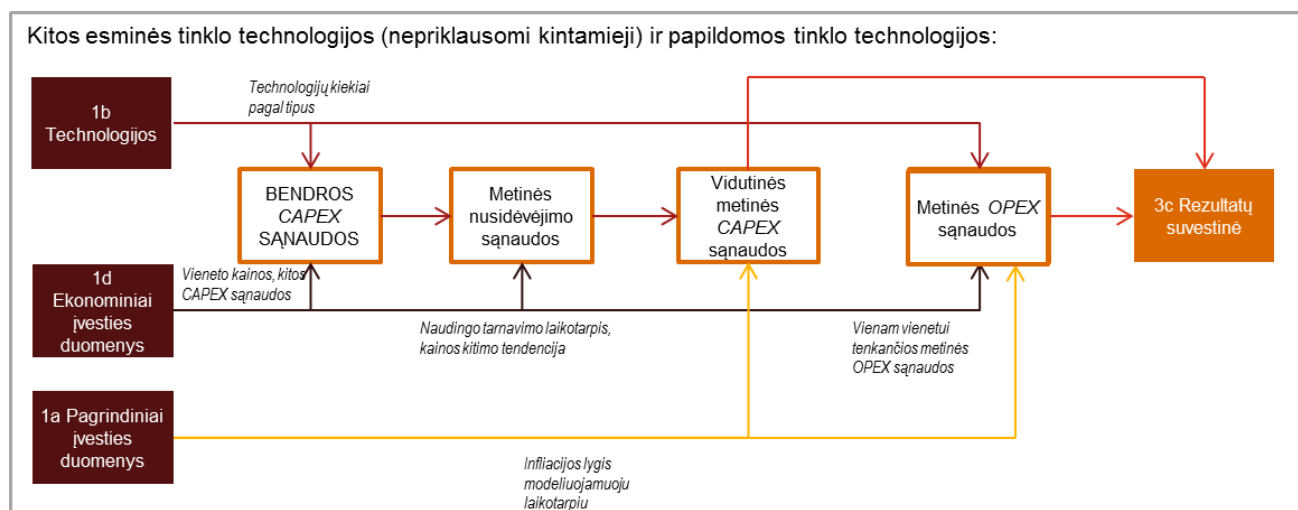 Kitos esminės tinklo technologijos (nepriklausomi kintamieji) ir papildomos tinklo technologijos:
1b
Technologijos
Technologijų kiekiai
pagal tipus
BENDROS
CAPEX
SĄNAUDOS
Metinės
nusidėvėjimo
sąnaudos
Vidutinės
metinės
CAPEX
sąnaudos
Metinės OPEX
sąnaudos
3c Rezultatų
suvestinė
1d
Ekonominiai
įvesties
duomenys
Vieneto kainos, kitos
CAPEX sąnaudos
Naudingo tarnavimo laikotarpis,
kainos kitimo tendencija
Vienam vienetui
tenkančios metinės
OPEX sąnaudos
1a Pagrindiniai
įvesties
duomenys
Infliacijos lygis
modeliuojamuoju
laikotarpiu